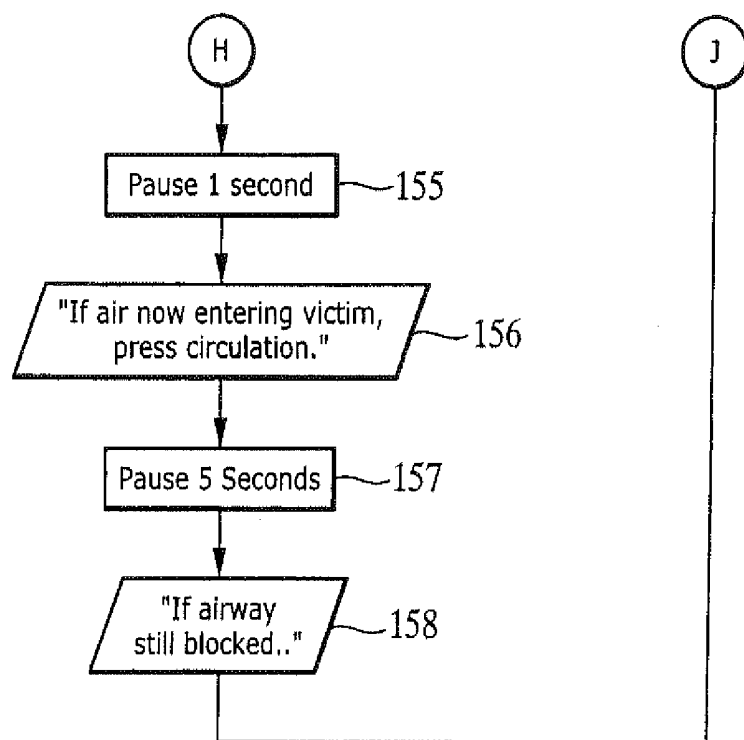 H
J
Pause 1 second
155
"If air now entering victim,
press circulation."
156
Pause 5 Seconds
157
"If airway
still blocked.."
158